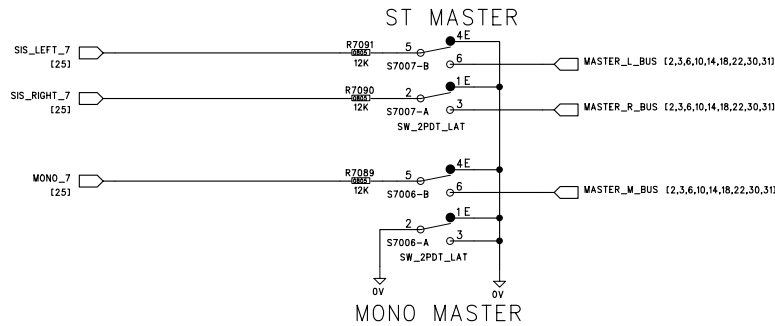 ST MASTER
SIS_LEFT_7
[25]
R7091
0805
12K
5
4E
6
S7007-B
MASTER_L_BUS [2,3,6,10,14,18,22,30,31]
SIS_RIGHT_7
[25]
R7090
0805
12K
2
1E
3
S7007-A
SW_2PDT_LAT
MASTER_R_BUS [2,3,6,10,14,18,22,30,31]
MONO_7
[25]
R7089
0805
12K
5
4E
6
S7006-B
MASTER_M_BUS [2,3,6,10,14,18,22,30,31]
2
1E
3
S7006-A
SW_2PDT_LAT
0V
0V
MONO MASTER